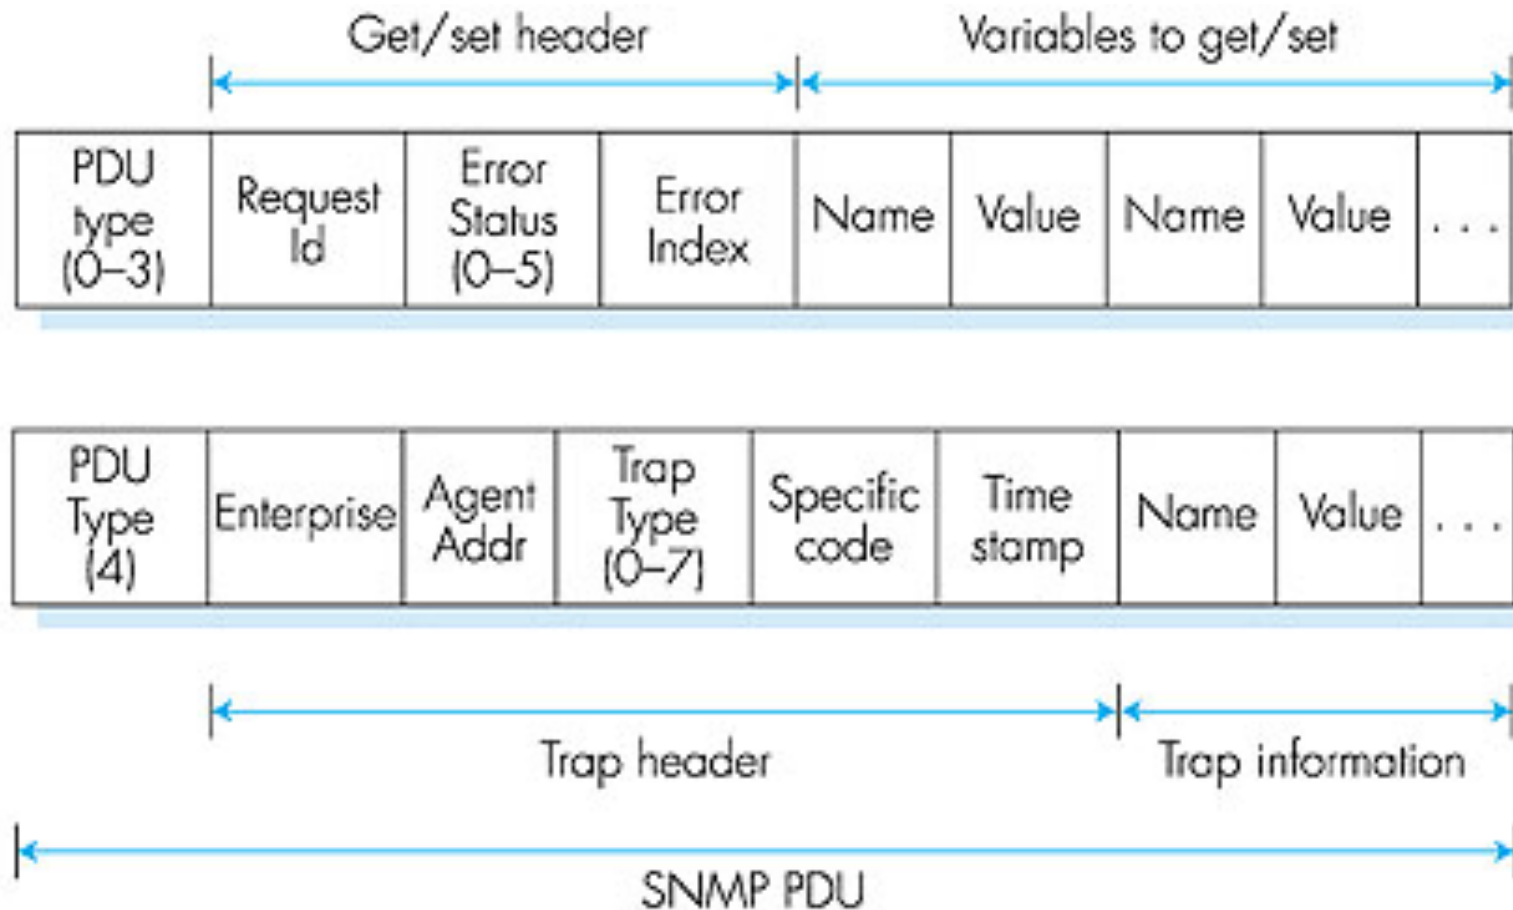 Get/set header
Variables to get/set
PDU
type
(0–3)
Request
Id
Error
Status
(0–5)
Error
Index
Name
Value
Name
Value
. . .
PDU
Type
(4)
Enterprise
Agent
Addr
Trap
Type
(0–7)
Specific
code
Time
stamp
Name
Value
. . .
Trap header
Trap information
SNMP PDU